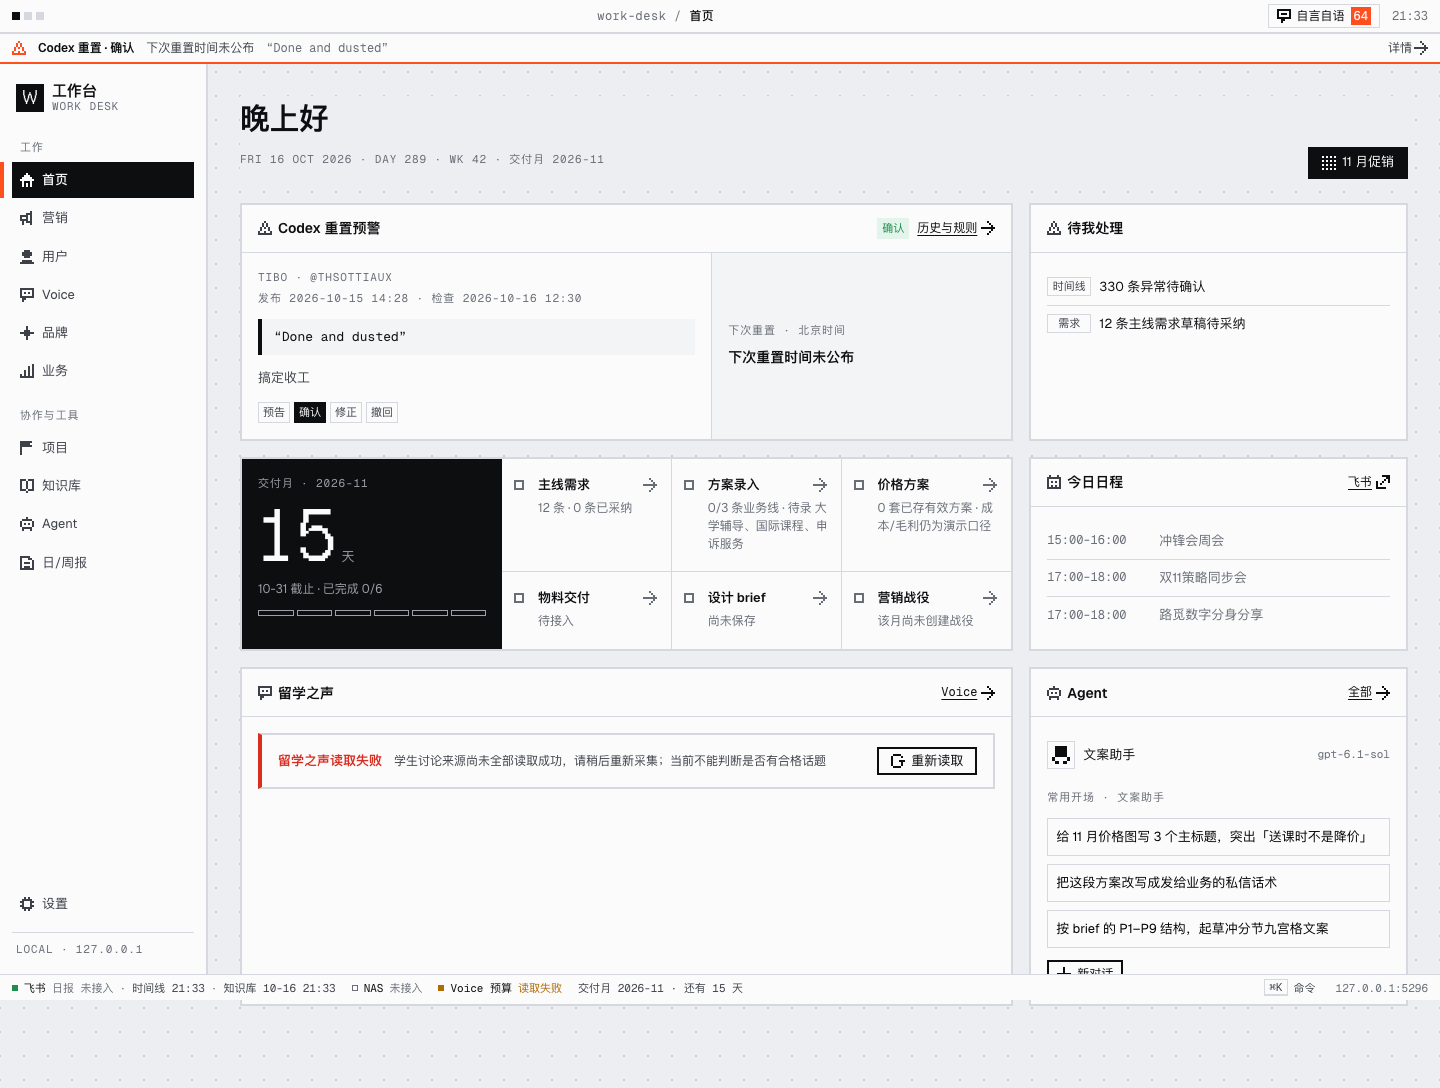 work-desk / 首页
自言自语 64
21:33
Codex 重置 · 确认 下次重置时间未公布 “Done and dusted”
详情
W
工作台
WORK DESK
工作
首页
营销
用户
Voice
品牌
业务
协作与工具
项目
知识库
Agent
日/周报
设置
LOCAL · 127.0.0.1
晚上好
FRI 16 OCT 2026 · DAY 289 · WK 42 · 交付月 2026-11
11 月促销
Codex 重置预警
确认 历史与规则
TIBO · @THSOTTIAUX
发布 2026-10-15 14:28 · 检查 2026-10-16 12:30
“Done and dusted”
搞定收工
预告 确认 修正 撤回
下次重置 · 北京时间
下次重置时间未公布
待我处理
时间线 330 条异常待确认
需求 12 条主线需求草稿待采纳
交付月 · 2026-11
15 天
10-31 截止 · 已完成 0/6
主线需求
12 条 · 0 条已采纳
方案录入
0/3 条业务线 · 待录 大
学辅导、国际课程、申
诉服务
价格方案
0 套已存有效方案 · 成
本/毛利仍为演示口径
物料交付
待接入
设计 brief
尚未保存
营销战役
该月尚未创建战役
今日日程
飞书
15:00-16:00 冲锋会周会
17:00-18:00 双11策略同步会
17:00-18:00 路觅数字分身分享
留学之声
Voice
留学之声读取失败 学生讨论来源尚未全部读取成功，请稍后重新采集；当前不能判断是否有合格话题
重新读取
Agent
全部
文案助手
gpt-6.1-sol
常用开场 · 文案助手
给 11 月价格图写 3 个主标题，突出「送课时不是降价」
把这段方案改写成发给业务的私信话术
按 brief 的 P1–P9 结构，起草冲分节九宫格文案
新对话
飞书 日报 未接入 · 时间线 21:33 · 知识库 10-16 21:33 NAS 未接入 Voice 预算 读取失败 交付月 2026-11 · 还有 15 天
⌘K 命令 127.0.0.1:5296